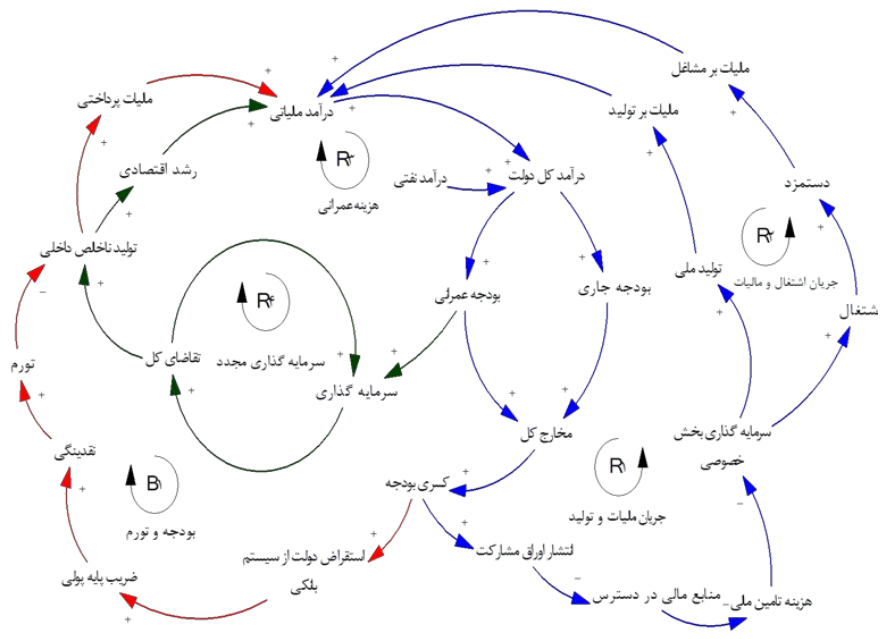 مالیات بر مشاغل
مالیات پرداختی
درآمد مالیاتی
مالیات بر تولید
رشد اقتصادی
R۳
درآمد نفتی
درآمد کل دولت
دستمزد
هزینه عمرانی
R۲
تولید ناخلص داخلی
تولید ملی
جریان اشتغال و مالیات
R۴
بودجه عمرانی
بودجه جاری
اشتغال
تقاضای کل
سرمایه گذاری مجدد
تورم
سرمایه گذاری
مخارج کل
سرمایه گذاری بخش
خصوصی
نقدینگی
B۱
R۱
کسری بودجه
بودجه و تورم
جریان مالیات و تولید
انتشار اوراق مشارکت
استقراض دولت از سیستم
بانکی
ضریب پایه پولی
منابع مالی در دسترس
هزینه تامین ملی